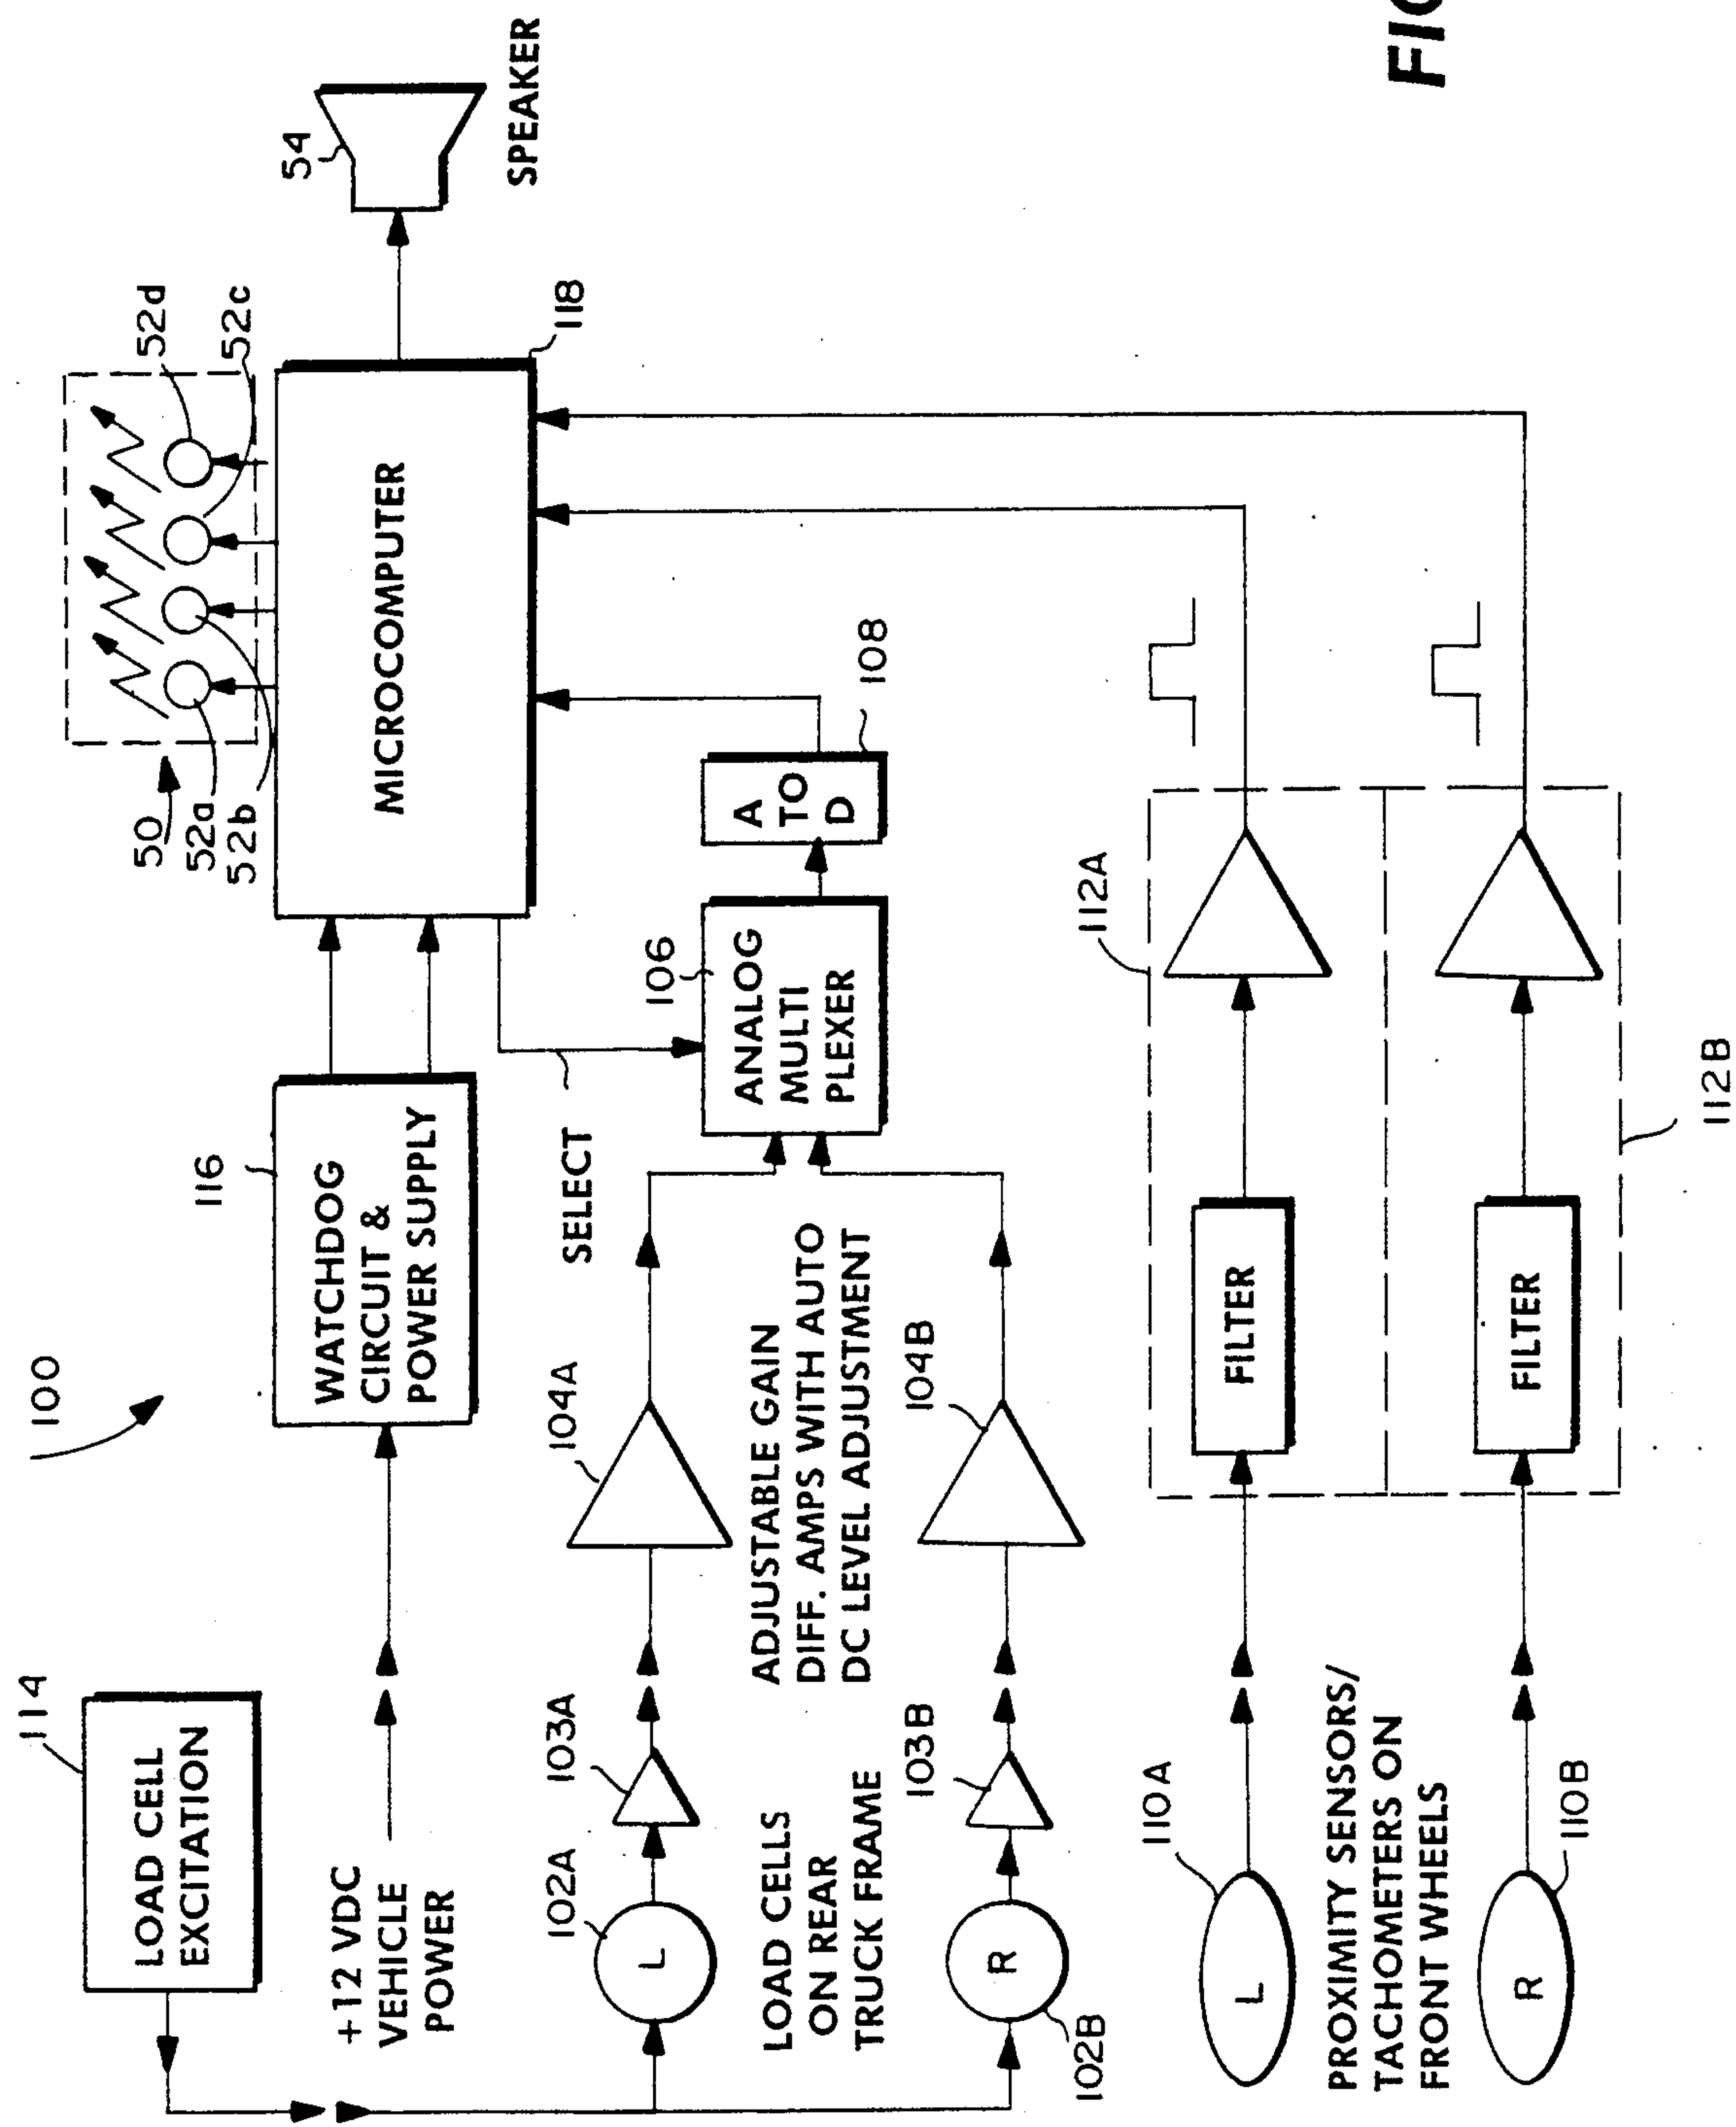 100
114
LOAD CELL
EXCITATION
+12 VDC
VEHICLE
POWER
116
WATCHDOG
CIRCUIT &
POWER SUPPLY
50
52a
52b
52c
52d
MICROCOMPUTER
118
54
SPEAKER
SELECT
102A
L
103A
104A
LOAD CELLS
ON REAR
TRUCK FRAME
ADJUSTABLE GAIN
DIFF. AMPS WITH AUTO
DC LEVEL ADJUSTMENT
106
ANALOG
MULTI
PLEXER
A
TO
D
108
102B
R
103B
104B
110A
L
FILTER
112A
PROXIMITY SENSORS/
TACHOMETERS ON
FRONT WHEELS
110B
R
FILTER
112B